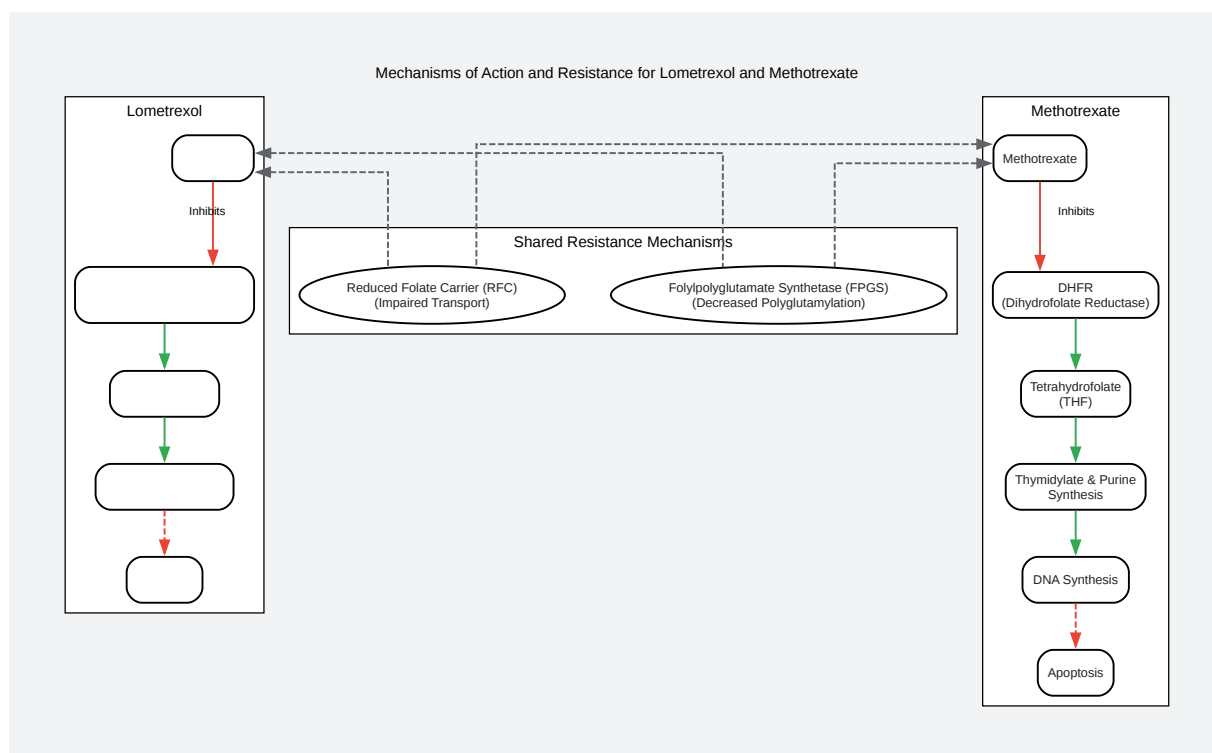 Mechanisms of Action and Resistance for Lometrexol and Methotrexate
Lometrexol
Inhibits
Shared Resistance Mechanisms
Reduced Folate Carrier (RFC)
(Impaired Transport)
Folylpolyglutamate Synthetase (FPGS)
(Decreased Polyglutamylation)
Methotrexate
Methotrexate
Inhibits
DHFR
(Dihydrofolate Reductase)
Tetrahydrofolate
(THF)
Thymidylate & Purine
Synthesis
DNA Synthesis
Apoptosis